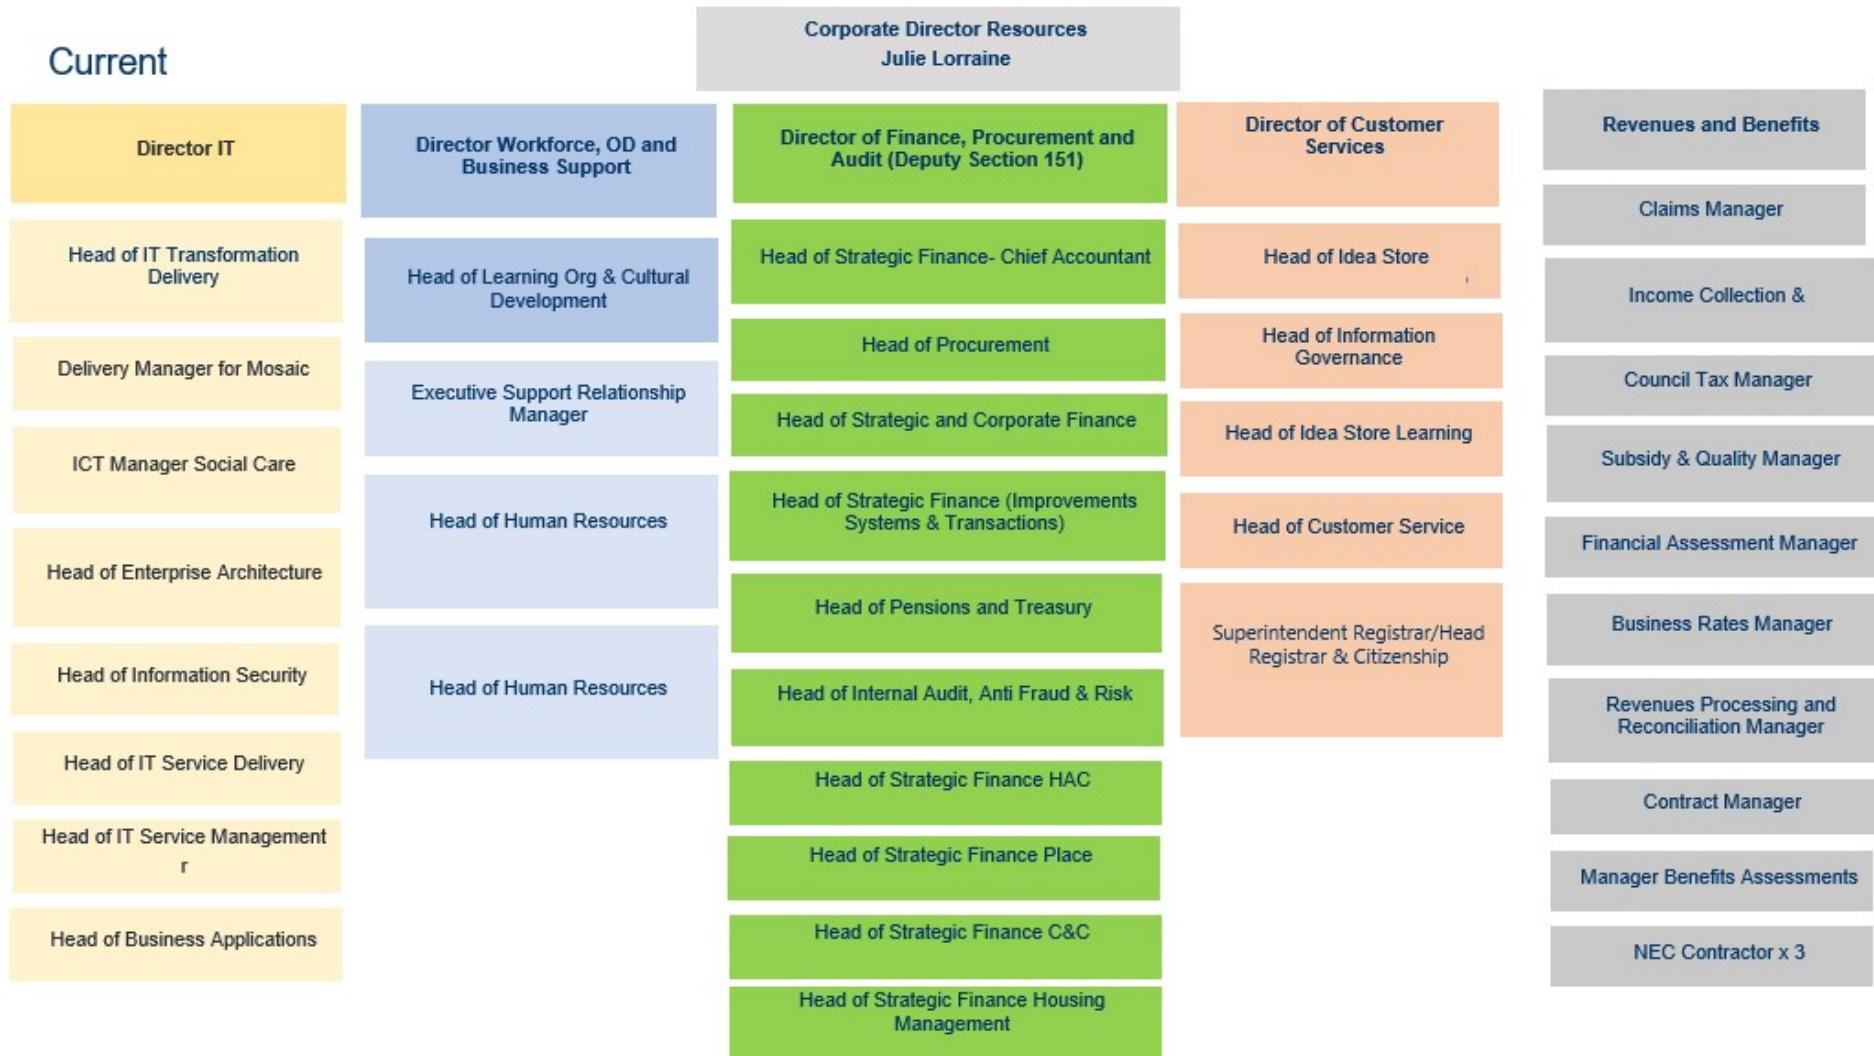 Current
Corporate Director Resources
Julie Lorraine
Director IT
Head of IT Transformation
Delivery
Delivery Manager for Mosaic
ICT Manager Social Care
Head of Enterprise Architecture
Head of Information Security
Head of IT Service Delivery
Head of IT Service Management
r
Head of Business Applications
Director Workforce, OD and
Business Support
Head of Learning Org & Cultural
Development
Executive Support Relationship
Manager
Head of Human Resources
Head of Human Resources
Director of Finance, Procurement and
Audit (Deputy Section 151)
Head of Strategic Finance- Chief Accountant
Head of Procurement
Head of Strategic and Corporate Finance
Head of Strategic Finance (Improvements
Systems & Transactions)
Head of Pensions and Treasury
Head of Internal Audit, Anti Fraud & Risk
Head of Strategic Finance HAC
Head of Strategic Finance Place
Head of Strategic Finance C&C
Head of Strategic Finance Housing
Management
Director of Customer
Services
Head of Idea Store
Head of Information
Governance
Head of Idea Store Learning
Head of Customer Service
Superintendent Registrar/Head
Registrar & Citizenship
Revenues and Benefits
Claims Manager
Income Collection &
Council Tax Manager
Subsidy & Quality Manager
Financial Assessment Manager
Business Rates Manager
Revenues Processing and
Reconciliation Manager
Contract Manager
Manager Benefits Assessments
NEC Contractor x 3